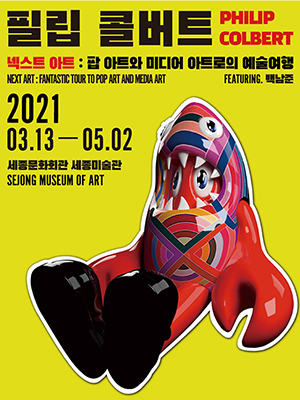 필립 콜버트 PHILIP COLBERT
넥스트 아트 : 팝 아트와 미디어 아트로의 예술여행
NEXT ART : FANTASTIC TOUR TO POP ART AND MEDIA ART FEATURING. 백남준
2021
03.13 — 05.02
세종문화회관 세종미술관
SEJONG MUSEUM OF ART